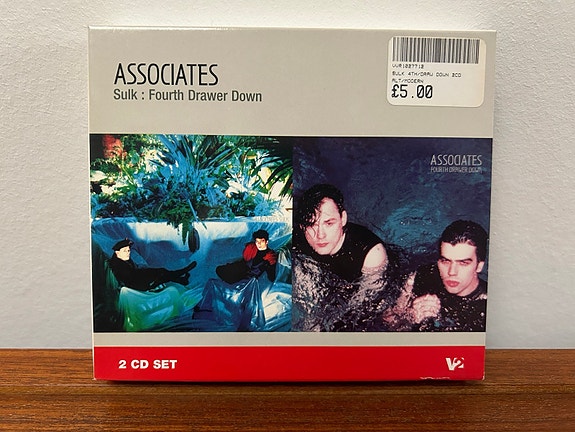 ASSOCIATES
Sulk : Fourth Drawer Down
VVR1027712
SULK 4TH/DRAW DOWN 2CD
ALT/MODERN
£5.00
ASSOCIATES
FOURTH DRAWER DOWN
2 CD SET
V2